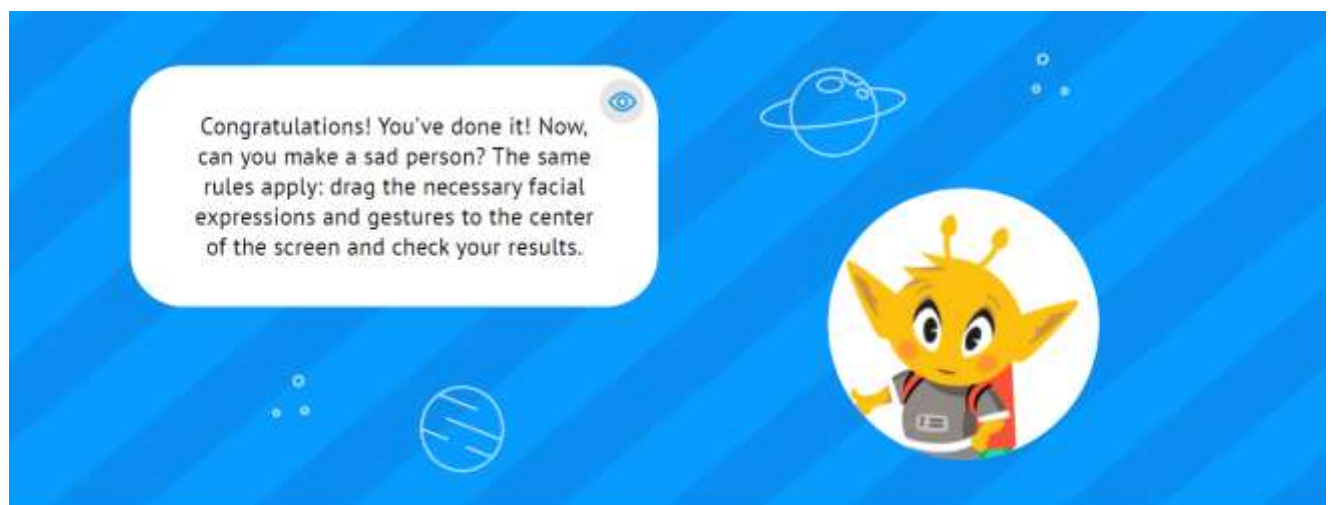 Congratulations! You've done it! Now,
can you make a sad person? The same
rules apply: drag the necessary facial
expressions and gestures to the center
of the screen and check your results.